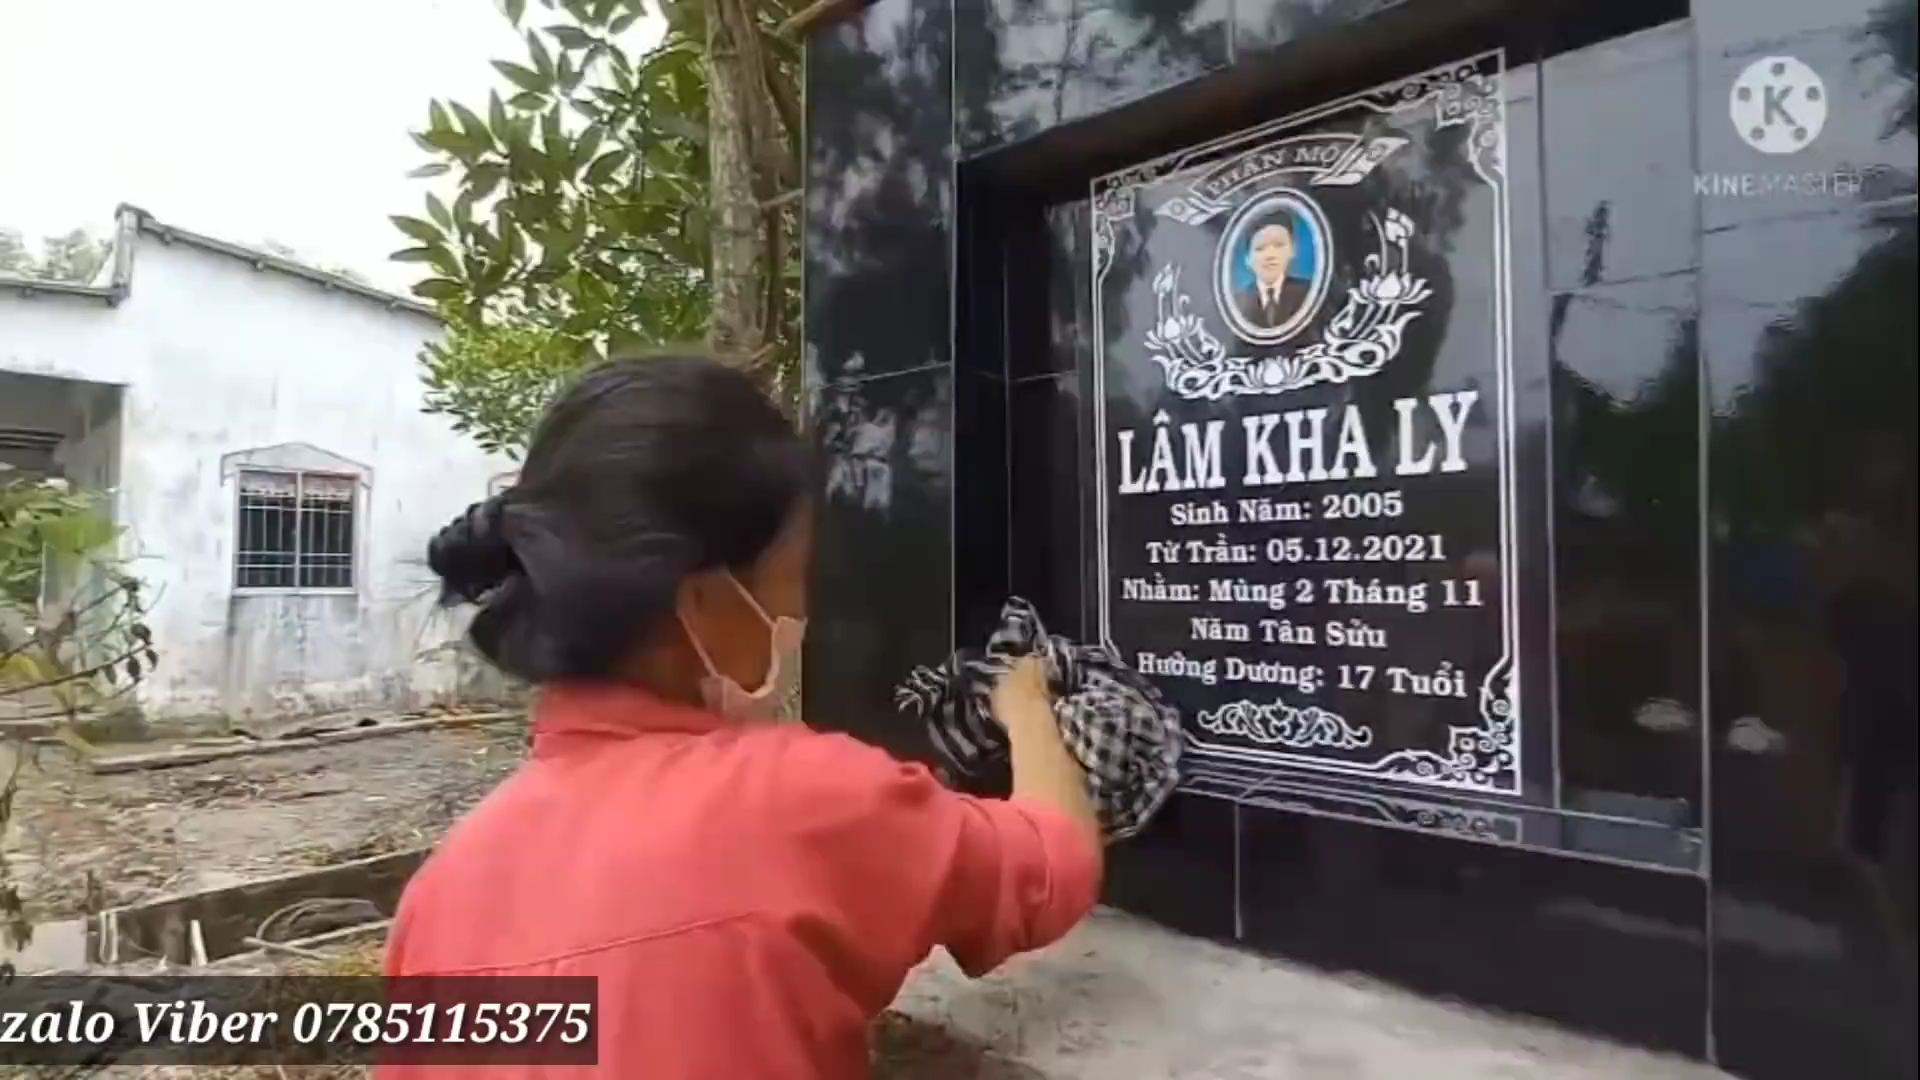 PHẦN MỘ
LÂM KHA LY
Sinh Năm: 2005
Từ Trần: 05.12.2021
Nhằm: Mùng 2 Tháng 11
Năm Tân Sửu
Hưởng Dương: 17 Tuổi
K
KINEMASTER
zalo Viber 0785115375